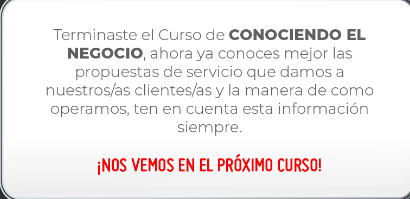 Terminaste el Curso de CONOCIENDO EL
NEGOCIO, ahora ya conoces mejor las
propuestas de servicio que damos a
nuestros/as clientes/as y la manera de como
operamos, ten en cuenta esta información
siempre.
¡NOS VEMOS EN EL PRÓXIMO CURSO!